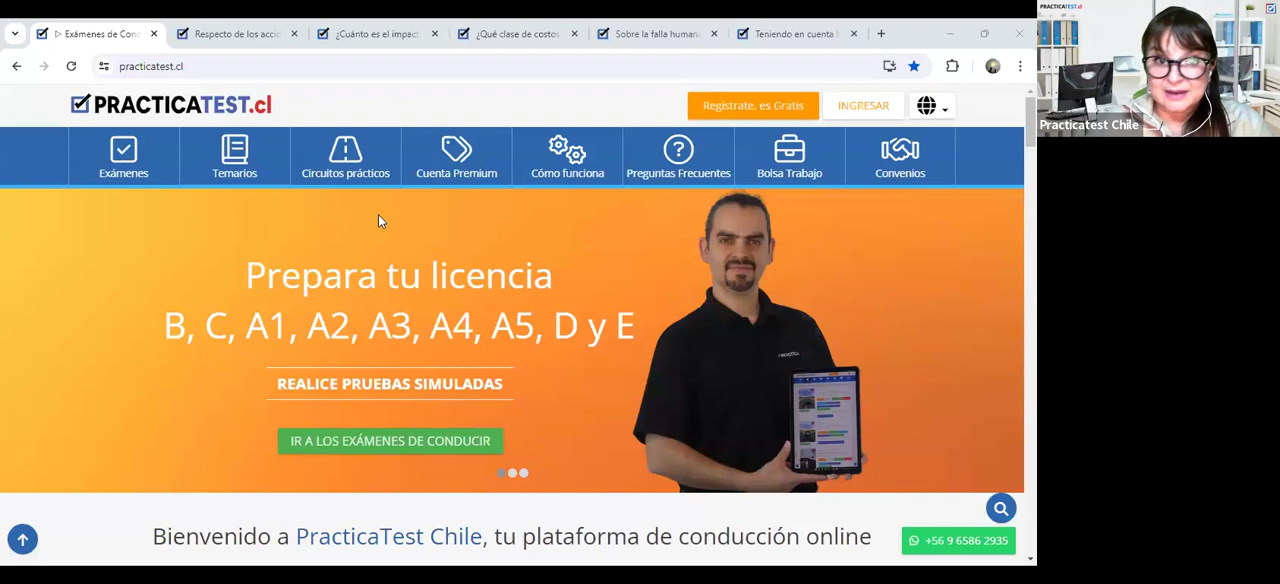 ▷ Exámenes de Con
Respecto de los acci
¿Cuánto es el impact
¿Qué clase de costos
Sobre la falla human
Teniendo en cuenta
practicatest.cl
PRACTICATEST.cl
Regístrate, es Gratis
INGRESAR
Exámenes
Temarios
Circuitos prácticos
Cuenta Premium
Cómo funciona
Preguntas Frecuentes
Bolsa Trabajo
Convenios
Prepara tu licencia
B, C, A1, A2, A3, A4, A5, D y E
REALICE PRUEBAS SIMULADAS
IR A LOS EXÁMENES DE CONDUCIR
Bienvenido a PracticaTest Chile, tu plataforma de conducción online
+56 9 6586 2935
PRACTICATEST.cl
Practicatest Chile